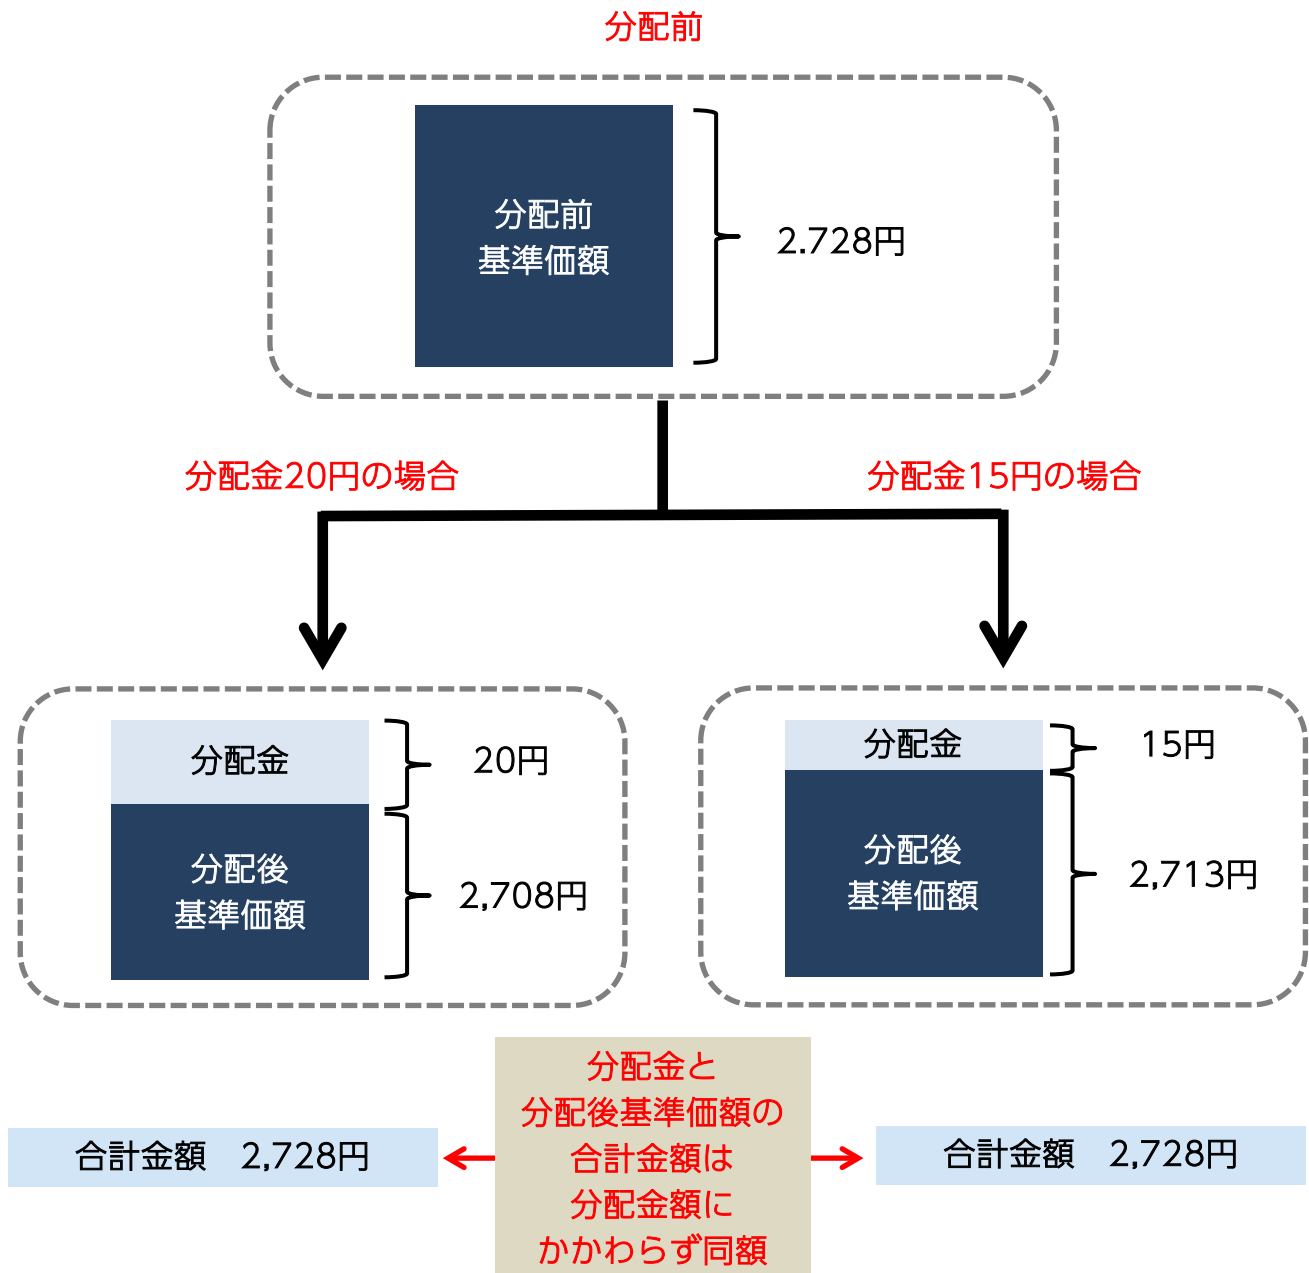 分配前
分配前
基準価額
2.728円
分配金20円の場合
分配金15円の場合
分配金
20円
分配後
基準価額
2,708円
分配金
15円
分配後
基準価額
2,713円
分配金と
分配後基準価額の
合計金額は
分配金額に
かかわらず同額
合計金額　2,728円
合計金額　2,728円